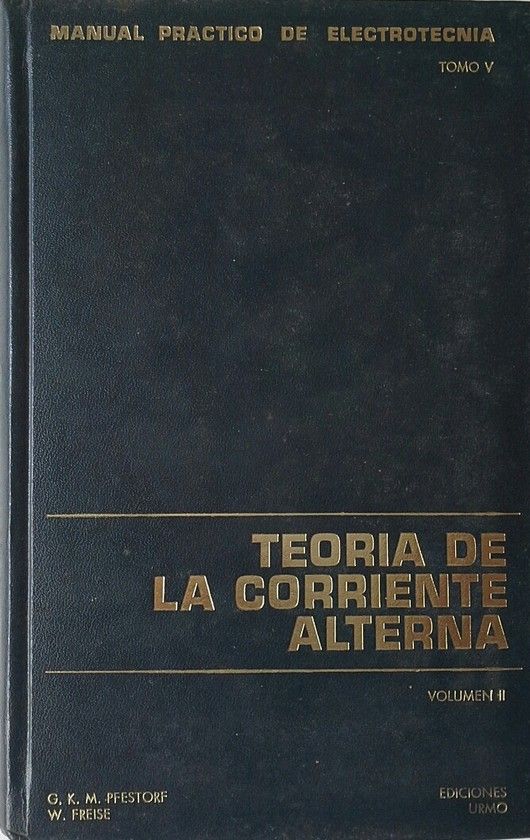 MANUAL PRACTICO DE ELECTROTECNIA
TOMO V
TEORIA DE
LA CORRIENTE
ALTERNA
VOLUMEN II
G. K. M. PFESTORF
W. FREISE
EDICIONES
URMO